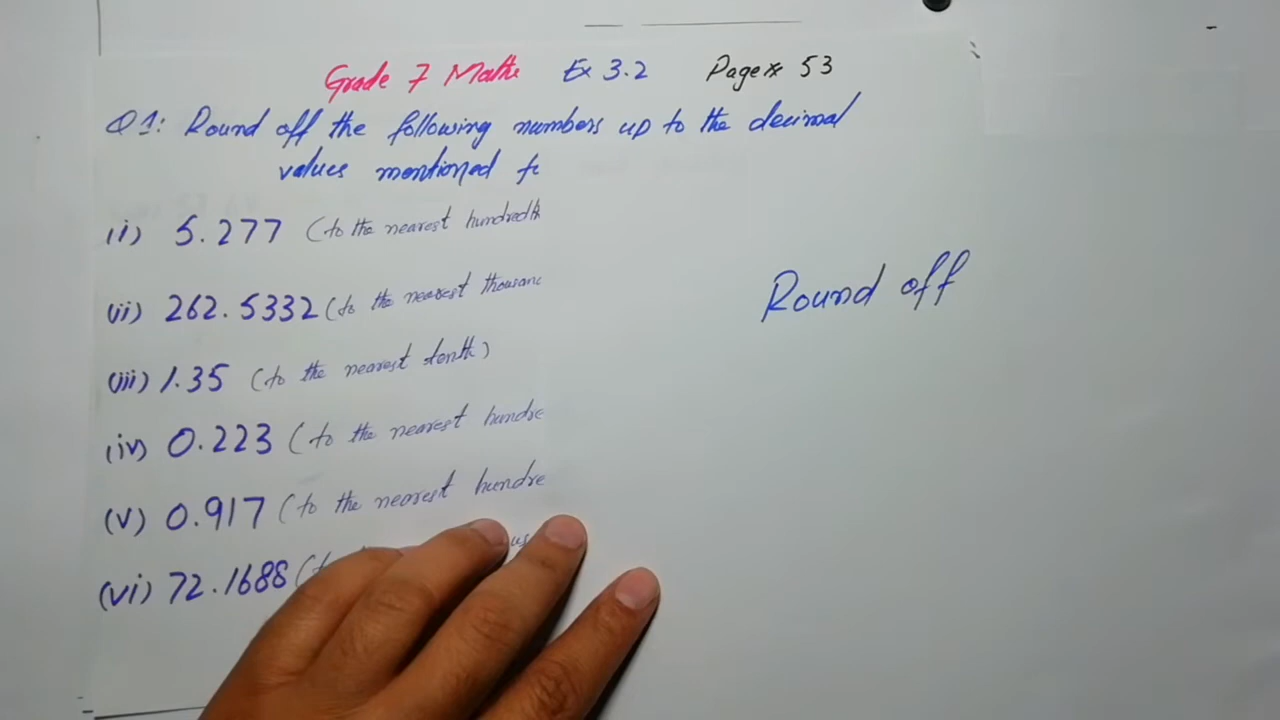 Grade 7 Maths Ex 3.2 Page 53
Q1: Round off the following numbers up to the decimal
values mentioned
(i) 5.277 (to the nearest hundredth
(ii) 262.5332 (to the nearest thousand
(iii) 1.35 (to the nearest tenth)
(iv) 0.223 (to the nearest hundre
(v) 0.917 (to the nearest hundre
(vi) 72.1688 (to
Round off